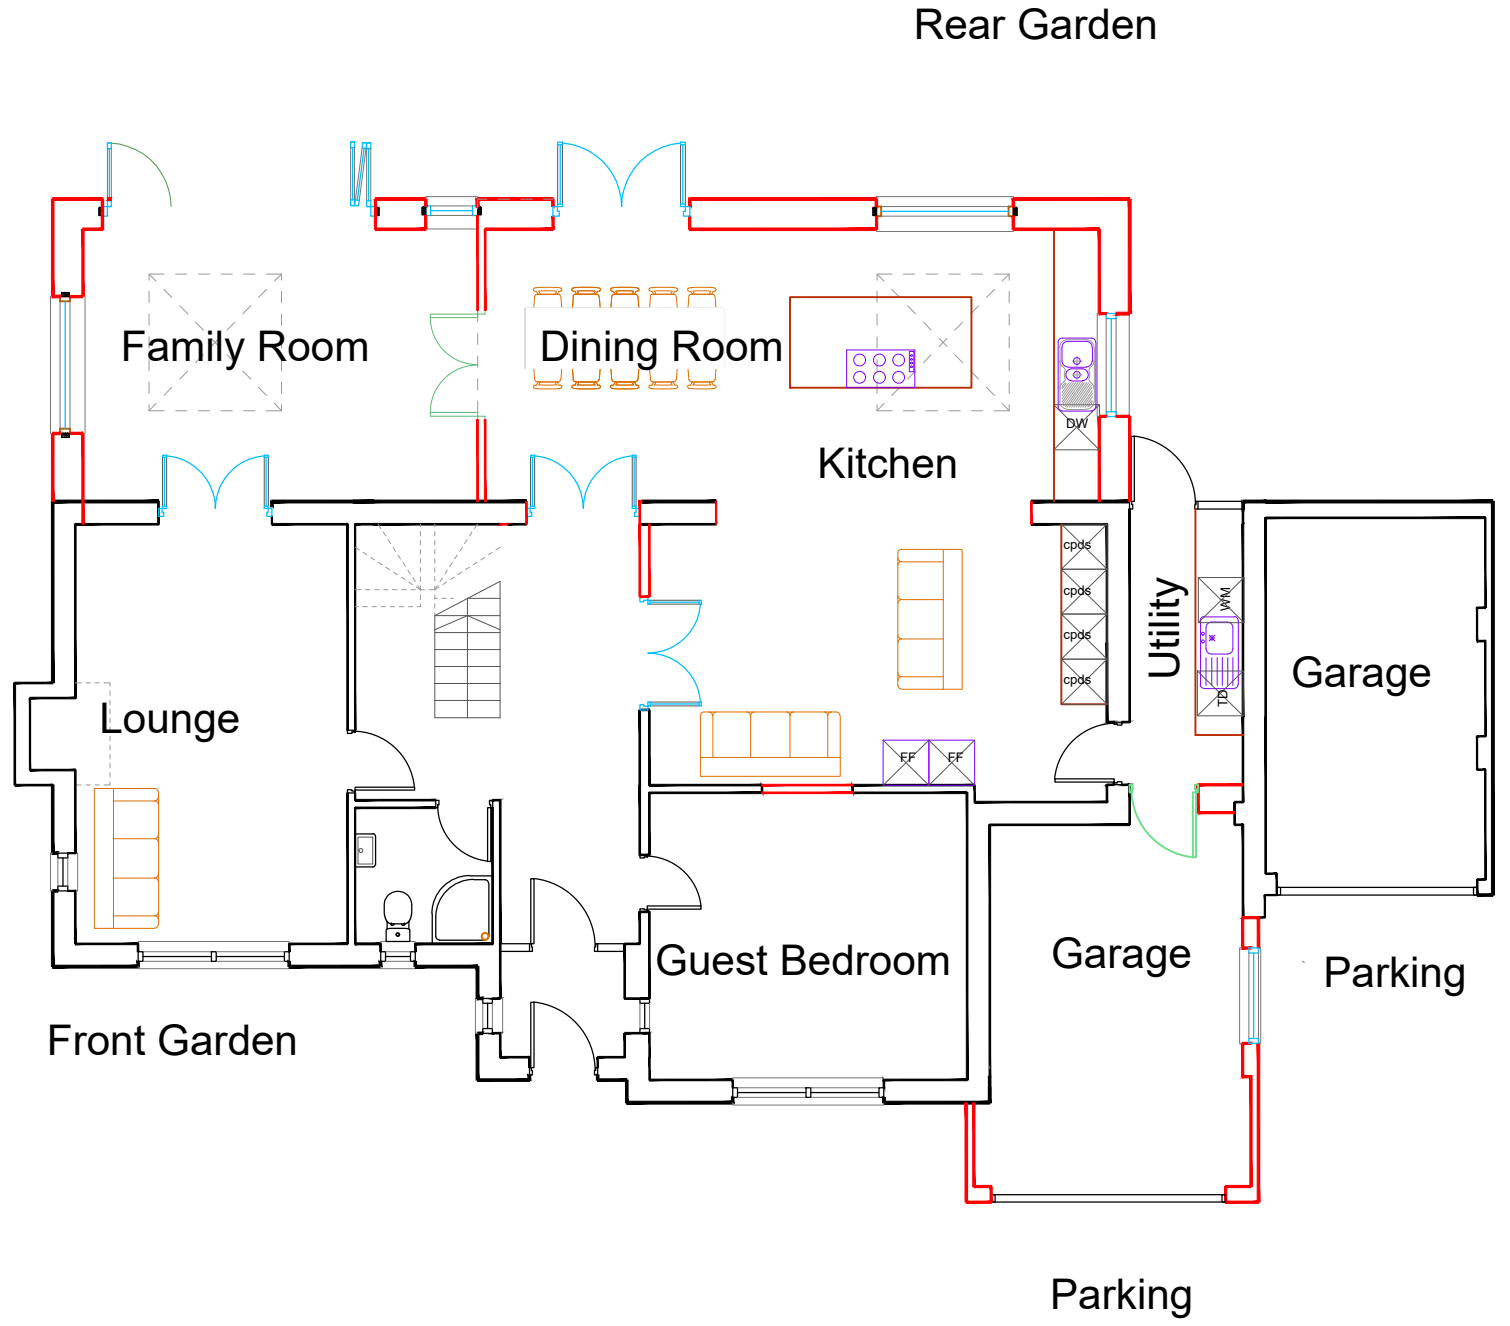 Rear Garden
Family Room
Dining Room
DW
Kitchen
cpds
cpds
cpds
cpds
Utility
WM
TD
Garage
Lounge
FF
FF
Guest Bedroom
Garage
Parking
Front Garden
Parking